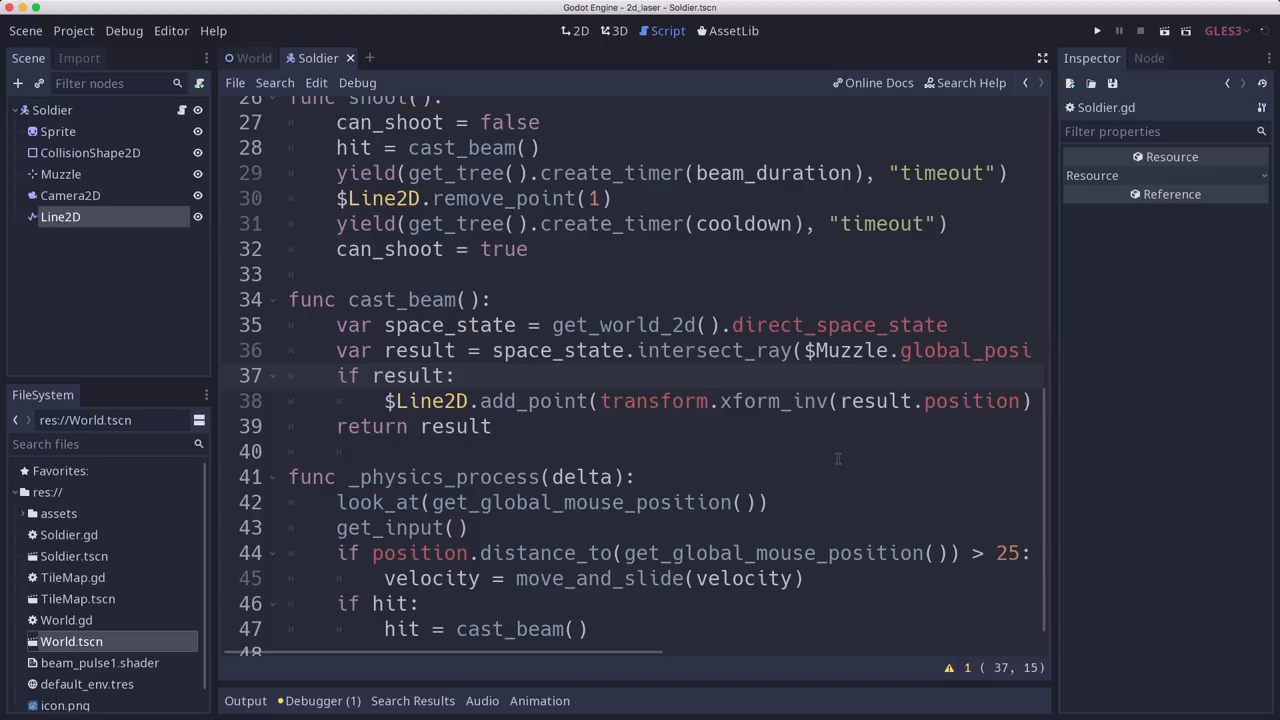 Godot Engine - 2d_laser - Soldier.tscn
Scene Project Debug Editor Help
2D 3D Script AssetLib
GLES3
Scene Import
World Soldier
Inspector Node
Filter nodes
File Search Edit Debug
Online Docs Search Help
Soldier
Sprite
CollisionShape2D
Muzzle
Camera2D
Line2D
Soldier.gd
Filter properties
Resource
Resource
Reference
26 func shoot():
27 can_shoot = false
28 hit = cast_beam()
29 yield(get_tree().create_timer(beam_duration), "timeout")
30 $Line2D.remove_point(1)
31 yield(get_tree().create_timer(cooldown), "timeout")
32 can_shoot = true
33
34 func cast_beam():
35 var space_state = get_world_2d().direct_space_state
36 var result = space_state.intersect_ray($Muzzle.global_posi
37 if result:
38 $Line2D.add_point(transform.xform_inv(result.position)
39 return result
40
41 func _physics_process(delta):
42 look_at(get_global_mouse_position())
43 get_input()
44 if position.distance_to(get_global_mouse_position()) > 25:
45 velocity = move_and_slide(velocity)
46 if hit:
47 hit = cast_beam()
48
FileSystem
res://World.tscn
Search files
Favorites:
res://
assets
Soldier.gd
Soldier.tscn
TileMap.gd
TileMap.tscn
World.gd
World.tscn
beam_pulse1.shader
default_env.tres
icon.png
1 ( 37, 15)
Output Debugger (1) Search Results Audio Animation